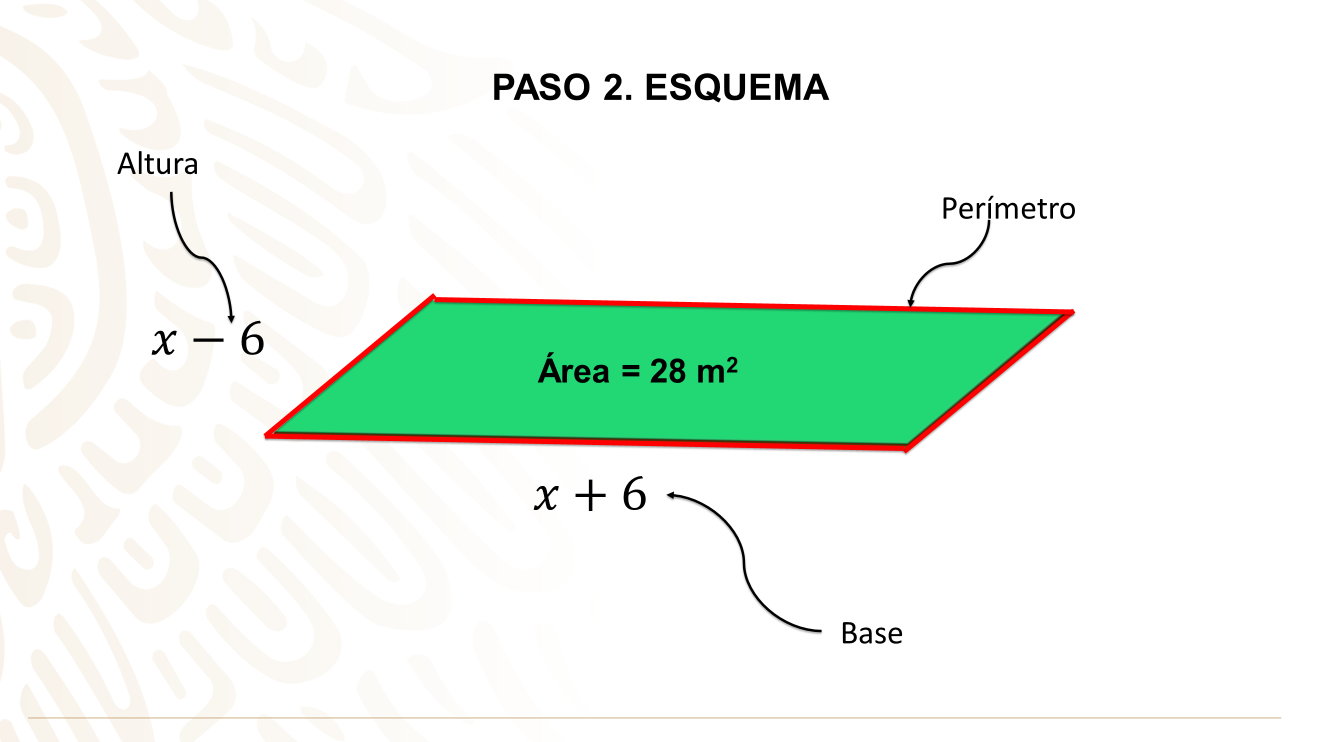 PASO 2. ESQUEMA
Altura
Perímetro
𝑥 − 6
Área = 28 m²
𝑥 + 6
Base